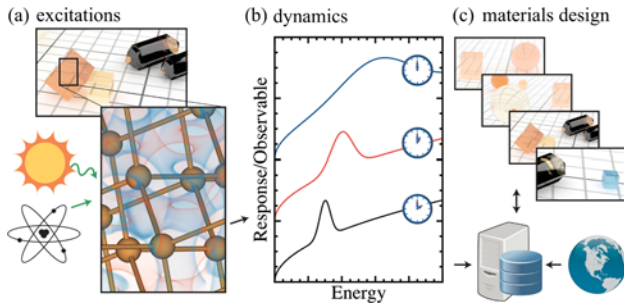 (a) excitations
(b) dynamics
(c) materials design
Response/Observable
Energy